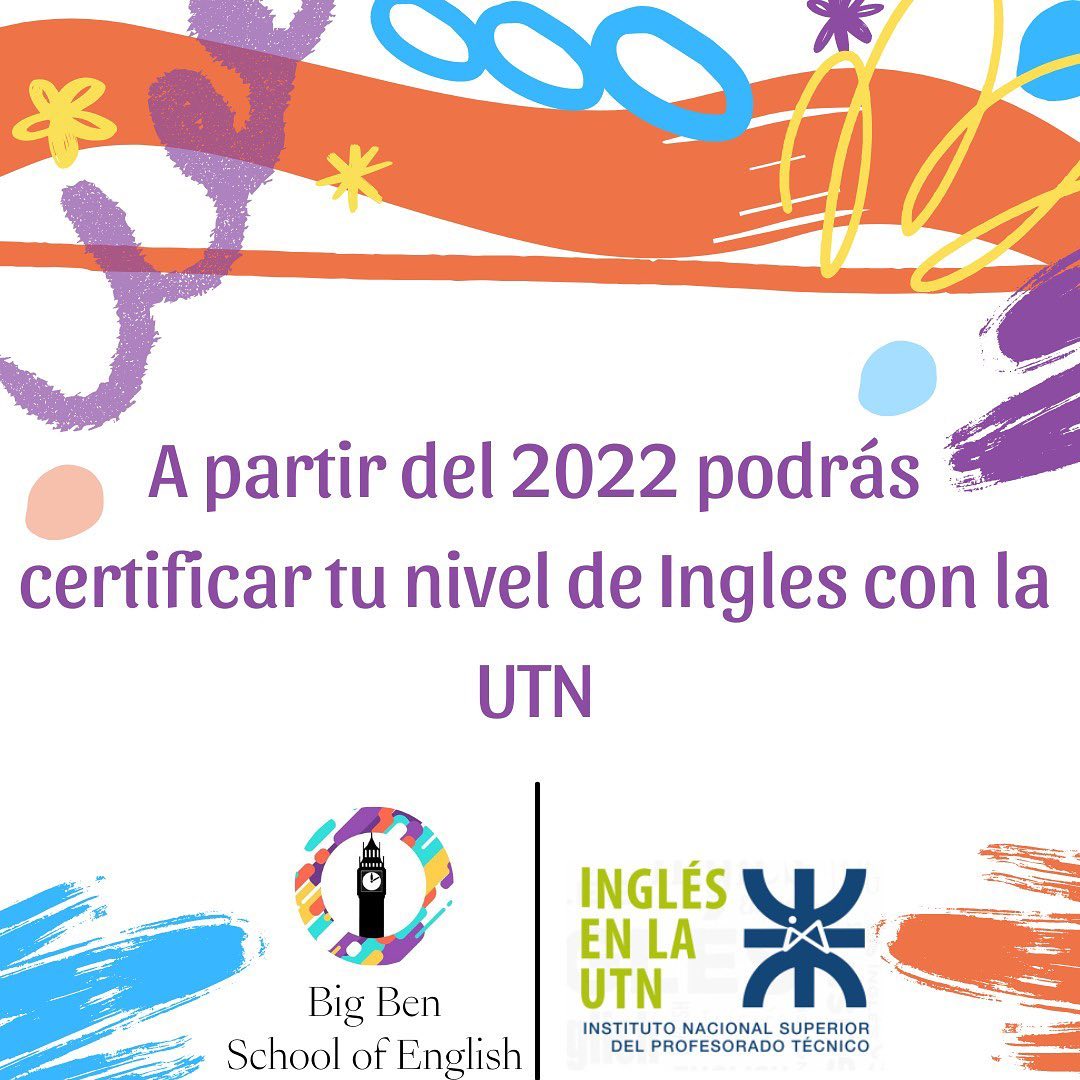 A partir del 2022 podrás
certificar tu nivel de Ingles con la
UTN
Big Ben
School of English
INGLÉS
EN LA
UTN
INSTITUTO NACIONAL SUPERIOR
DEL PROFESORADO TÉCNICO